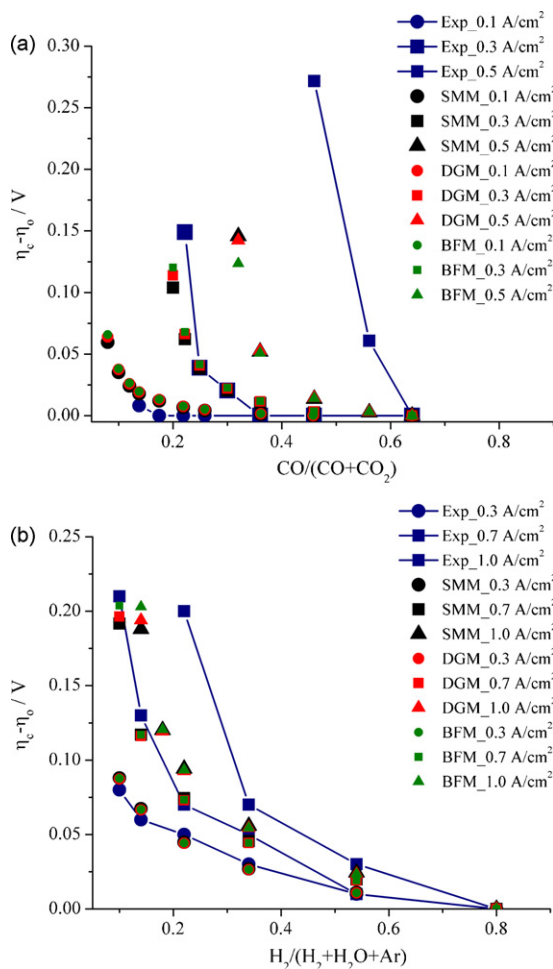 (a)
0.30
0.25
0.20
0.15
0.10
0.05
0.00
ηc-ηo / V
0.2 0.4 0.6 0.8
CO/(CO+CO2)
Exp_0.1 A/cm²
Exp_0.3 A/cm²
Exp_0.5 A/cm²
SMM_0.1 A/cm²
SMM_0.3 A/cm²
SMM_0.5 A/cm²
DGM_0.1 A/cm²
DGM_0.3 A/cm²
DGM_0.5 A/cm²
BFM_0.1 A/cm²
BFM_0.3 A/cm²
BFM_0.5 A/cm²
(b)
0.25
0.20
0.15
0.10
0.05
0.00
ηc-ηo / V
0.2 0.4 0.6 0.8
H2/(H2+H2O+Ar)
Exp_0.3 A/cm²
Exp_0.7 A/cm²
Exp_1.0 A/cm²
SMM_0.3 A/cm²
SMM_0.7 A/cm²
SMM_1.0 A/cm²
DGM_0.3 A/cm²
DGM_0.7 A/cm²
DGM_1.0 A/cm²
BFM_0.3 A/cm²
BFM_0.7 A/cm²
BFM_1.0 A/cm²